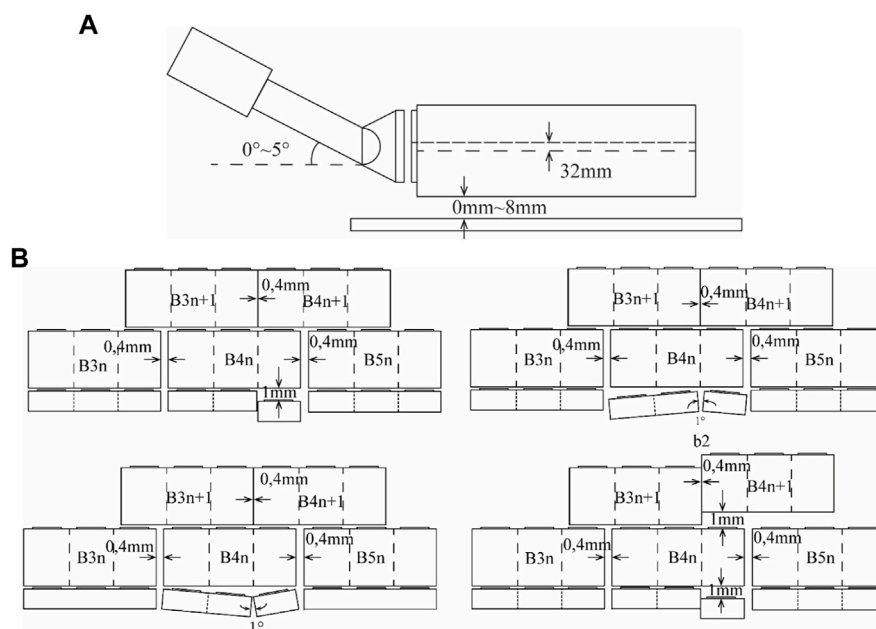 A
0°~5°
32mm
0mm~8mm
B
B3n+1
0,4mm
B4n+1
B3n
0,4mm
B4n
0,4mm
B5n
1mm
B3n+1
0,4mm
B4n+1
B3n
0,4mm
B4n
0,4mm
B5n
1°
b2
B3n+1
0,4mm
B4n+1
B3n
0,4mm
B4n
0,4mm
B5n
1°
B3n+1
0,4mm
B4n+1
1mm
B3n
0,4mm
B4n
0,4mm
B5n
1mm